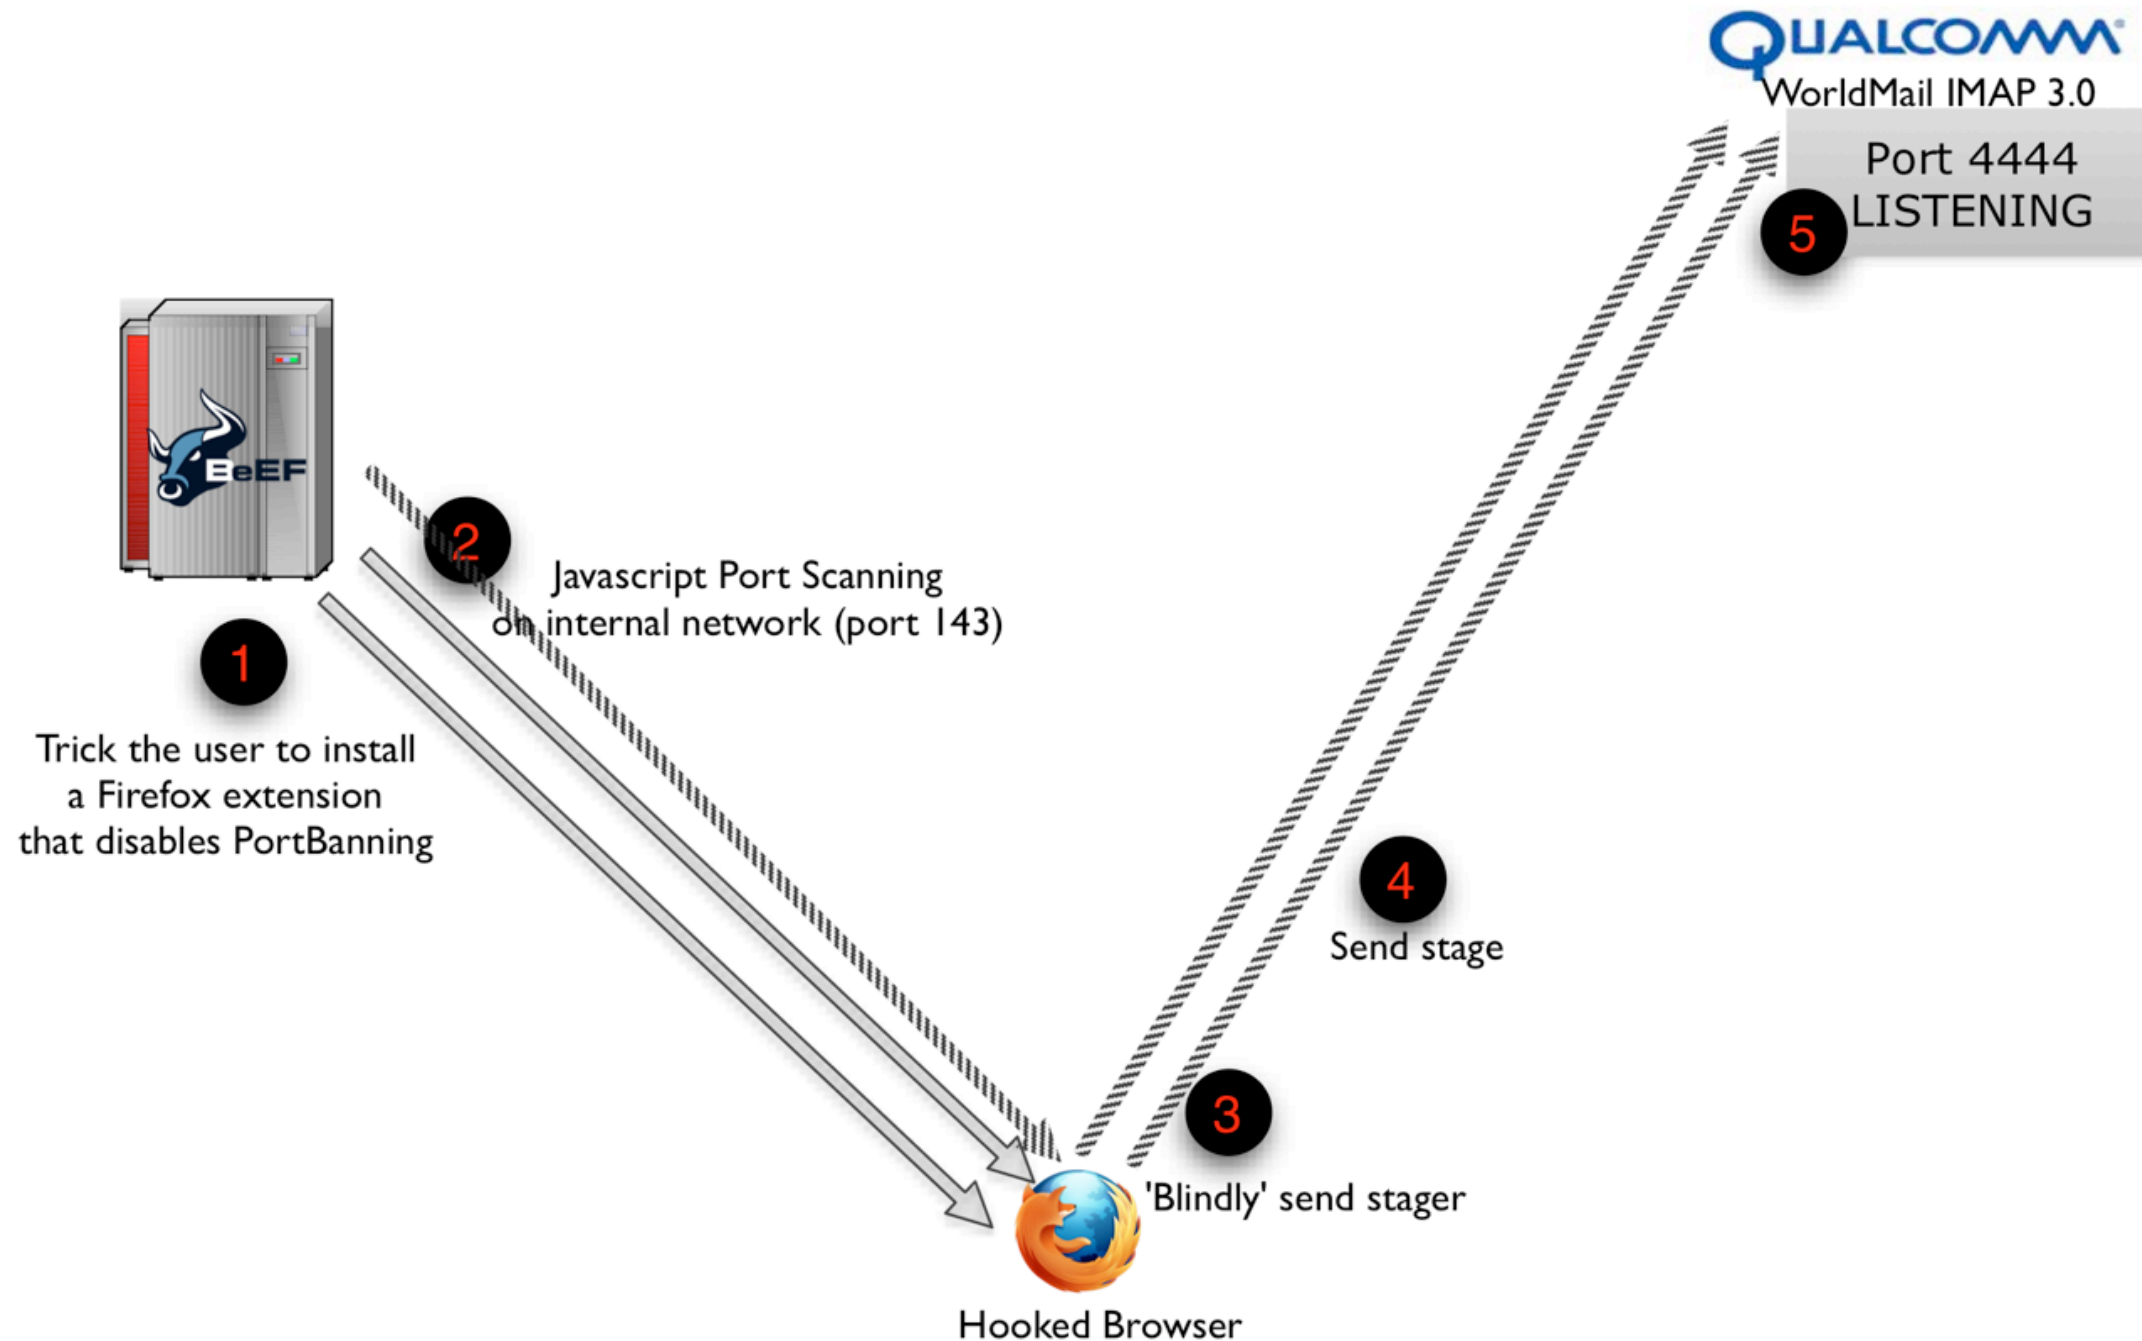 QUALCOMM
WorldMail IMAP 3.0
Port 4444
LISTENING
5
BeEF
2
Javascript Port Scanning
on internal network (port 143)
1
Trick the user to install
a Firefox extension
that disables PortBanning
4
Send stage
3
'Blindly' send stager
Hooked Browser